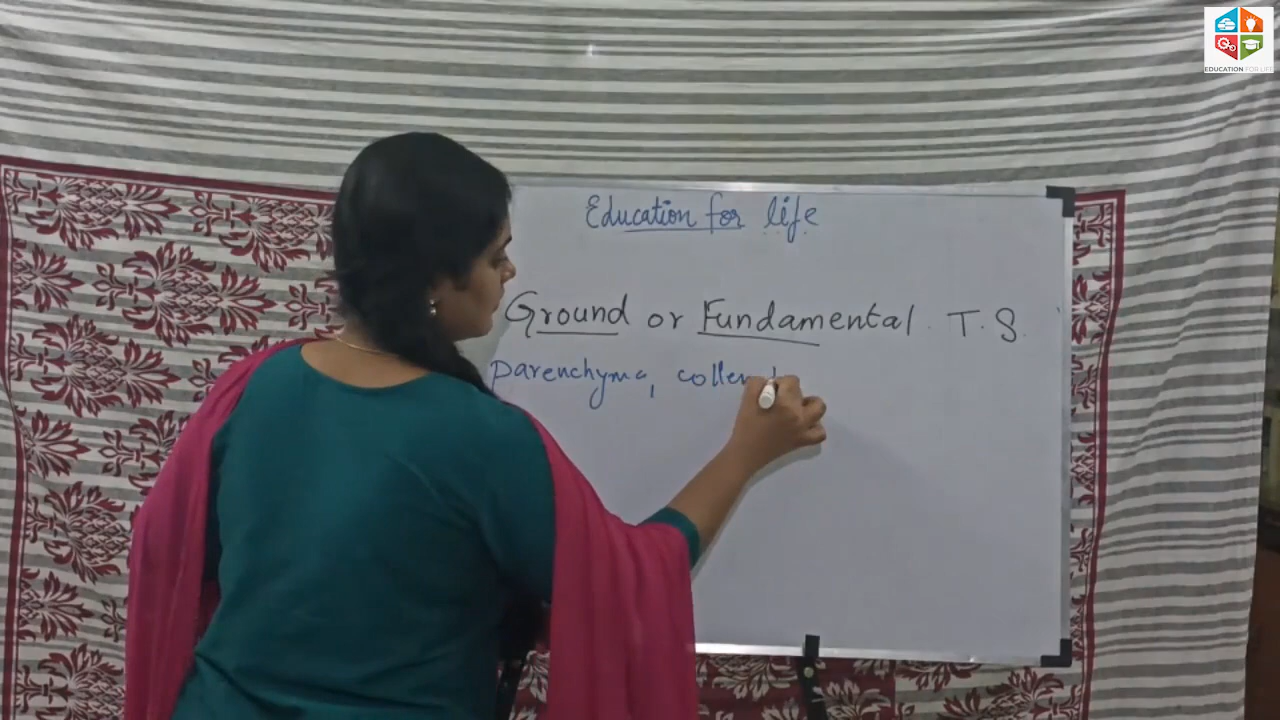 EDUCATION FOR LIFE
Education for life
Ground or Fundamental T.S.
parenchyma,